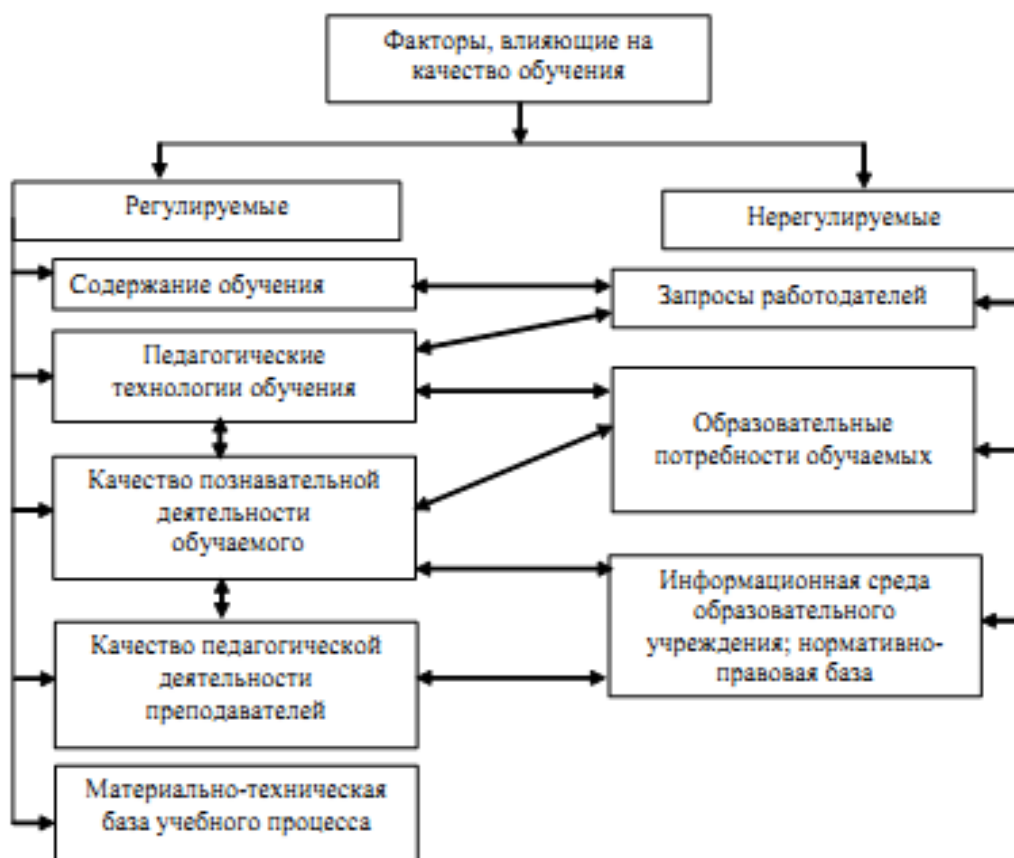 Факторы, влияющие на
качество обучения
Регулируемые
Нерегулируемые
Содержание обучения
Запросы работодателей
Педагогические
технологии обучения
Образовательные
потребности обучаемых
Качество познавательной
деятельности
обучаемого
Информационная среда
образовательного
учреждения; нормативно-
правовая база
Качество педагогической
деятельности
преподавателей
Материально-техническая
база учебного процесса